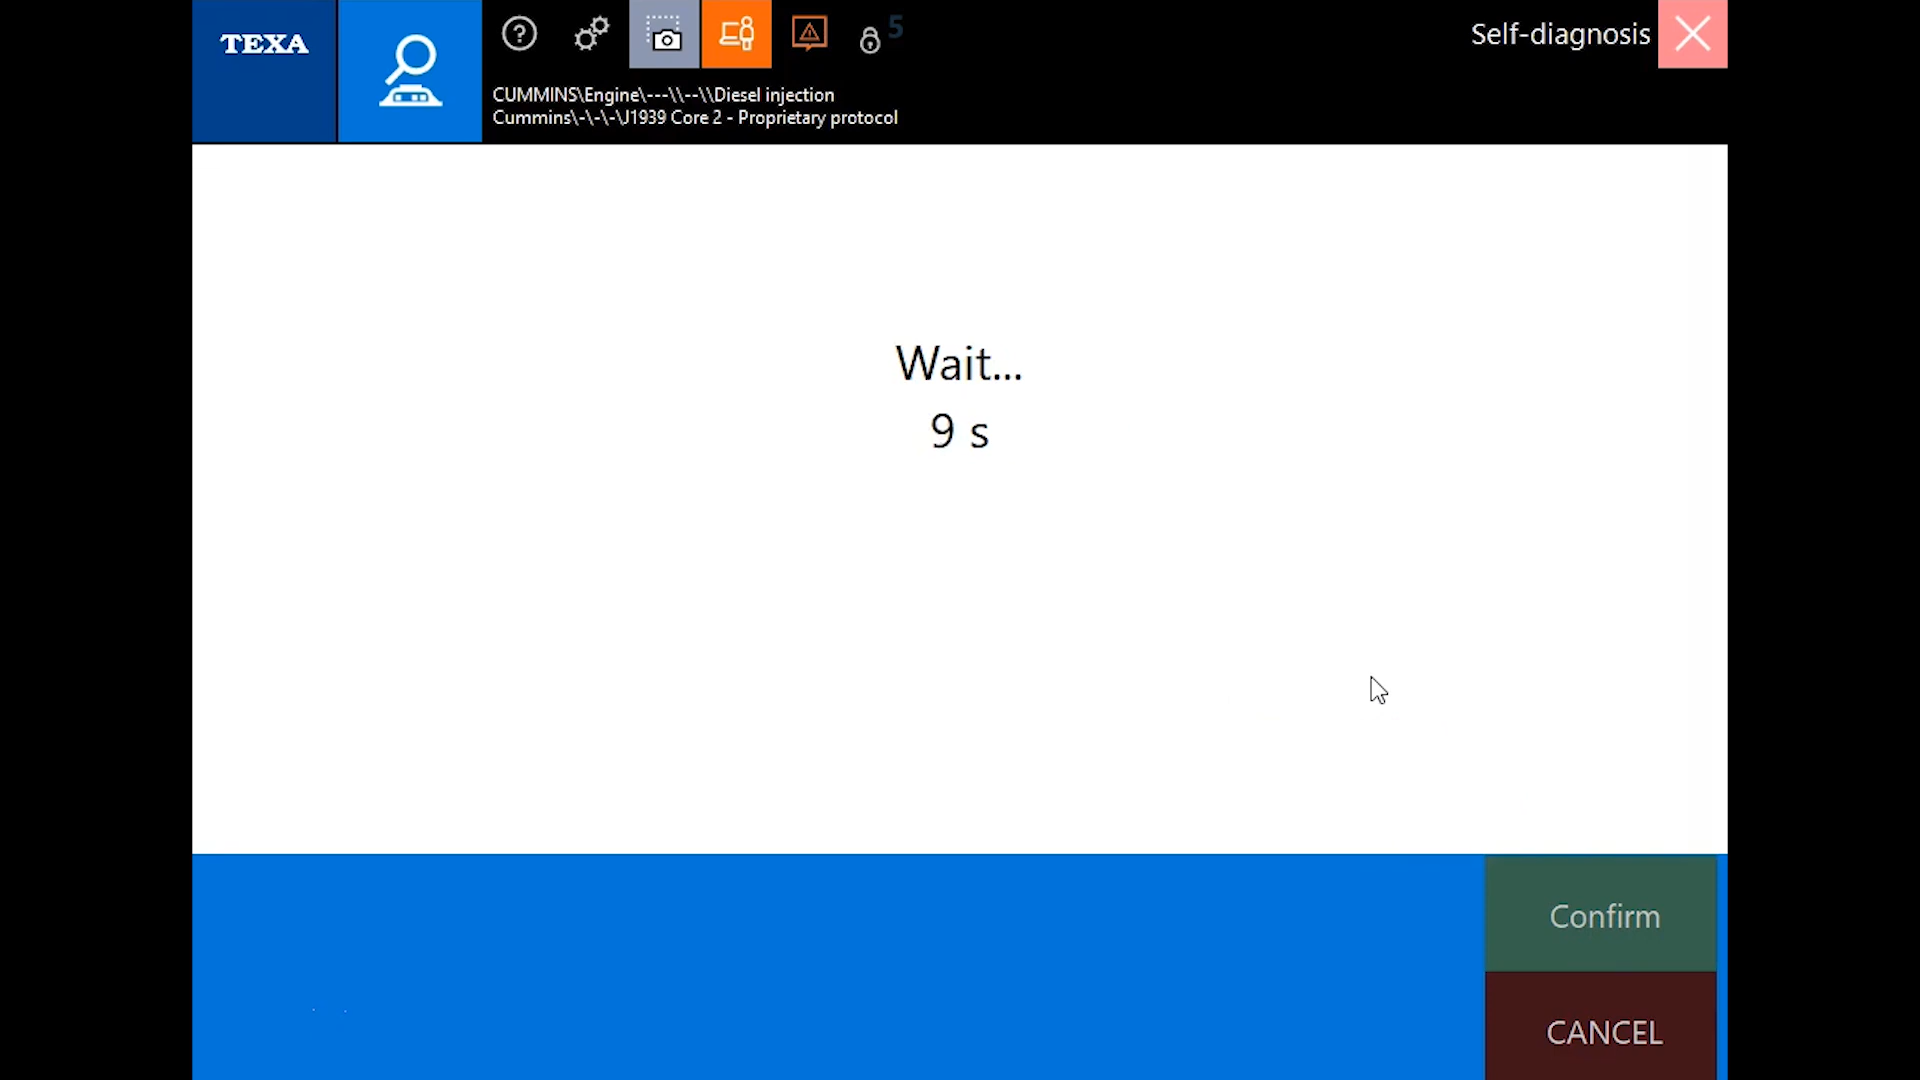 TEXA
5
Self-diagnosis
CUMMINS\Engine\---\\--\\Diesel injection
Cummins\-\-\-\J1939 Core 2 - Proprietary protocol
Wait...
9 s
Confirm
CANCEL